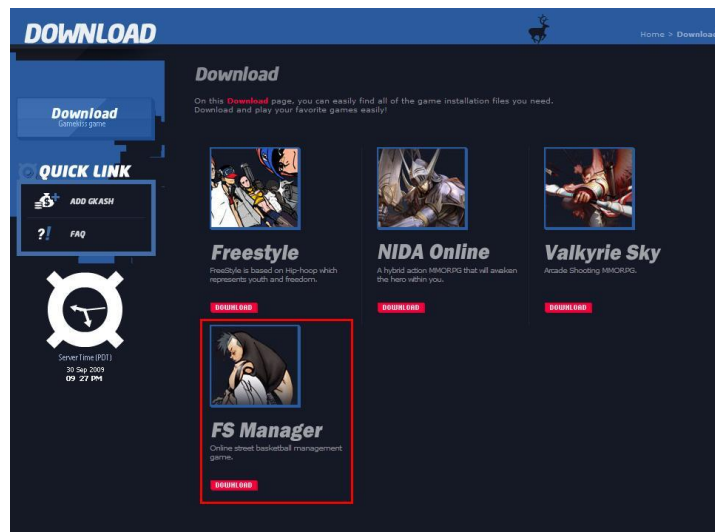 DOWNLOAD
Home > Download
Download
Gamekiss game
QUICK LINK
ADD GKASH
?! FAQ
Server Time (PDT)
30 Sep 2009
09 27 PM
Download
On this Download page, you can easily find all of the game installation files you need.
Download and play your favorite games easily!
Freestyle
FreeStyle is based on Hip-hoop which
represents youth and freedom.
DOWNLOAD
NIDA Online
A hybrid action MMORPG that will awaken
the hero within you.
DOWNLOAD
Valkyrie Sky
Arcade Shooting MMORPG.
DOWNLOAD
FS Manager
Online street basketball management
game.
DOWNLOAD